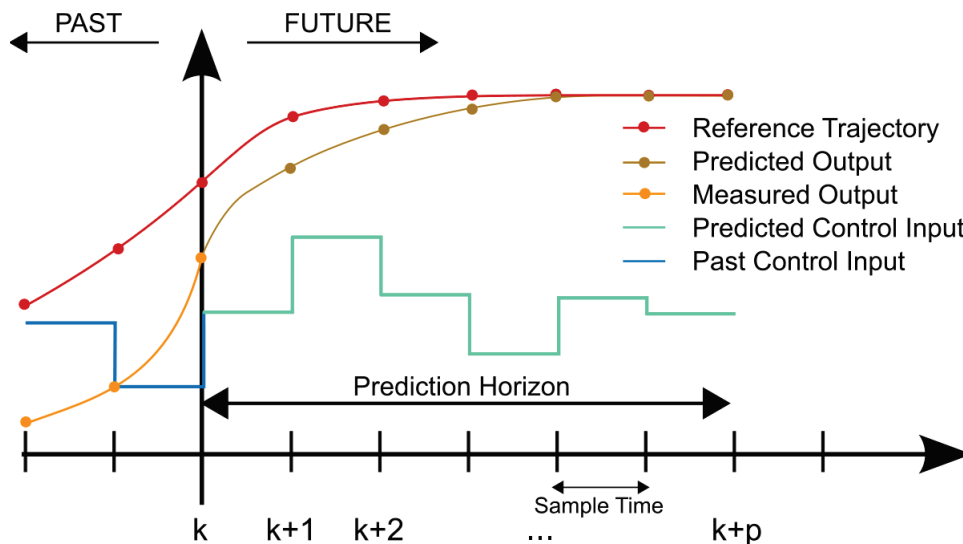 PAST
FUTURE
Reference Trajectory
Predicted Output
Measured Output
Predicted Control Input
Past Control Input
Prediction Horizon
Sample Time
k k+1 k+2 ... k+p